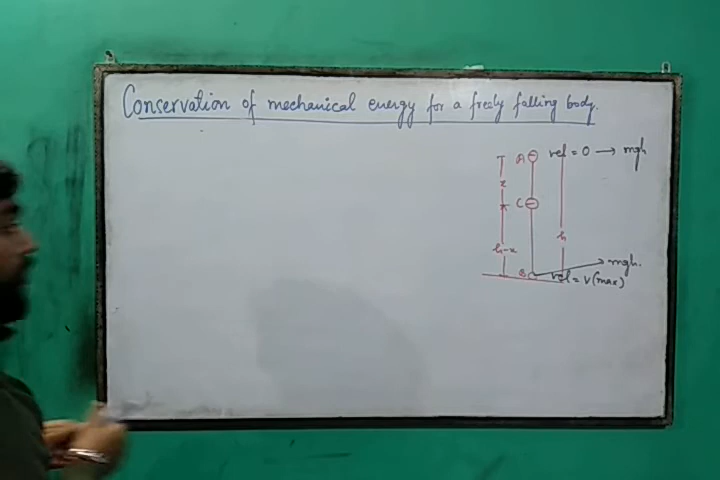 Conservation of mechanical energy for a freely falling body.
A vel = 0 → mgh
x
C
h-x h
B → mgh.
vel = v(max)